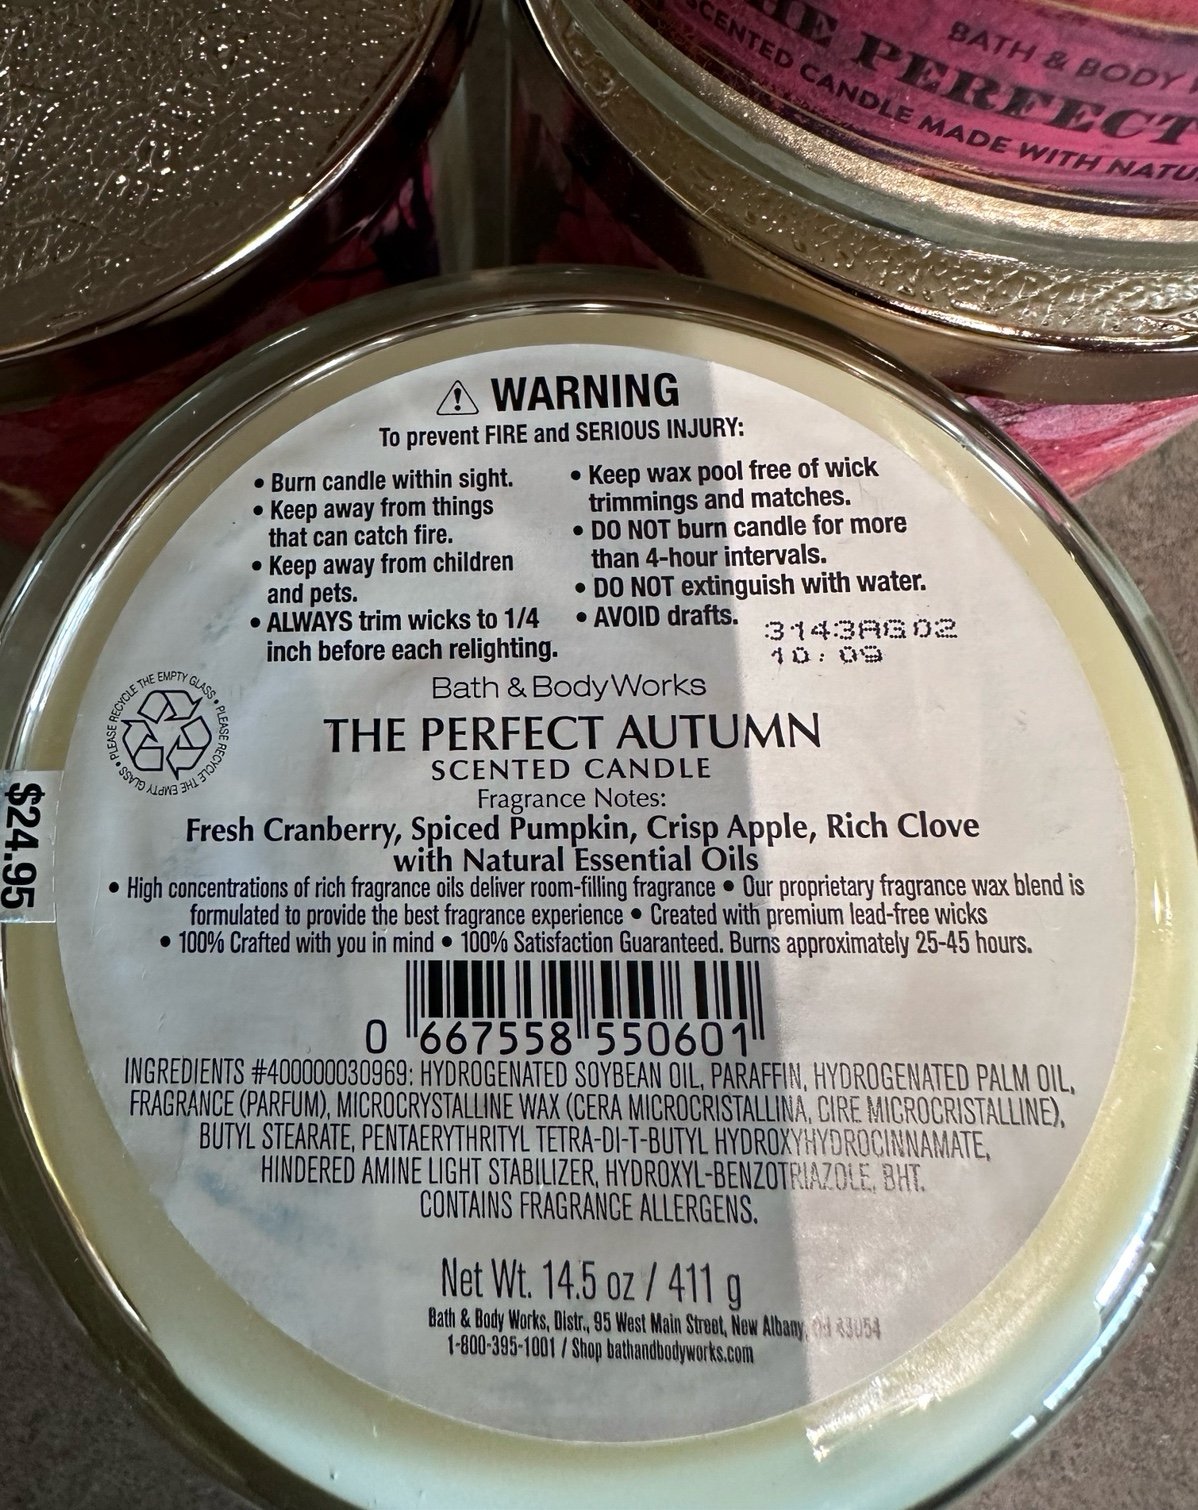 BATH & BODY
HE PERFECT
SCENTED CANDLE MADE WITH NATU
WARNING
To prevent FIRE and SERIOUS INJURY:
• Burn candle within sight.
• Keep away from things
that can catch fire.
• Keep away from children
and pets.
• ALWAYS trim wicks to 1/4
inch before each relighting.
• Keep wax pool free of wick
trimmings and matches.
• DO NOT burn candle for more
than 4-hour intervals.
• DO NOT extinguish with water.
• AVOID drafts.
10:09
PLEASE RECYCLE THE EMPTY GLASS • PLEASE RECYCLE THE EMPTY GLASS •
Bath & Body Works
THE PERFECT AUTUMN
SCENTED CANDLE
Fragrance Notes:
Fresh Cranberry, Spiced Pumpkin, Crisp Apple, Rich Clove
with Natural Essential Oils
$24.95
• High concentrations of rich fragrance oils deliver room-filling fragrance • Our proprietary fragrance wax blend is
formulated to provide the best fragrance experience • Created with premium lead-free wicks
• 100% Crafted with you in mind • 100% Satisfaction Guaranteed. Burns approximately 25-45 hours.
0 667558 550601
INGREDIENTS #400000030969: HYDROGENATED SOYBEAN OIL, PARAFFIN, HYDROGENATED PALM OIL,
FRAGRANCE (PARFUM), MICROCRYSTALLINE WAX (CERA MICROCRISTALLINA, CIRE MICROCRISTALLINE),
BUTYL STEARATE, PENTAERYTHRITYL TETRA-DI-T-BUTYL HYDROXYHYDROCINNAMATE,
HINDERED AMINE LIGHT STABILIZER, HYDROXYL-BENZOTRIAZOLE, BHT.
CONTAINS FRAGRANCE ALLERGENS.
Net Wt. 14.5 oz / 411 g
Bath & Body Works, Distr., 95 West Main Street, New Albany, OH 43054
1-800-395-1001 / Shop bathandbodyworks.com